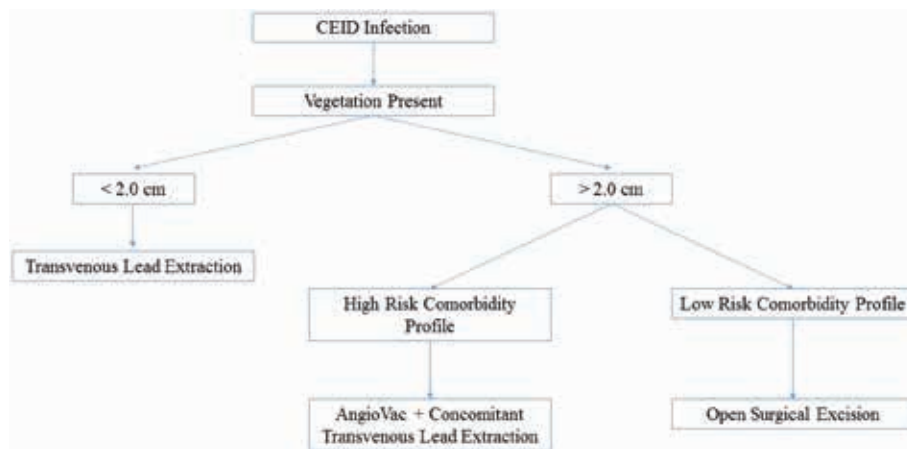 CEID Infection
Vegetation Present
< 2.0 cm
> 2.0 cm
Transvenous Lead Extraction
High Risk Comorbidity
Profile
Low Risk Comorbidity Profile
AngioVac + Concomitant
Transvenous Lead Extraction
Open Surgical Excision